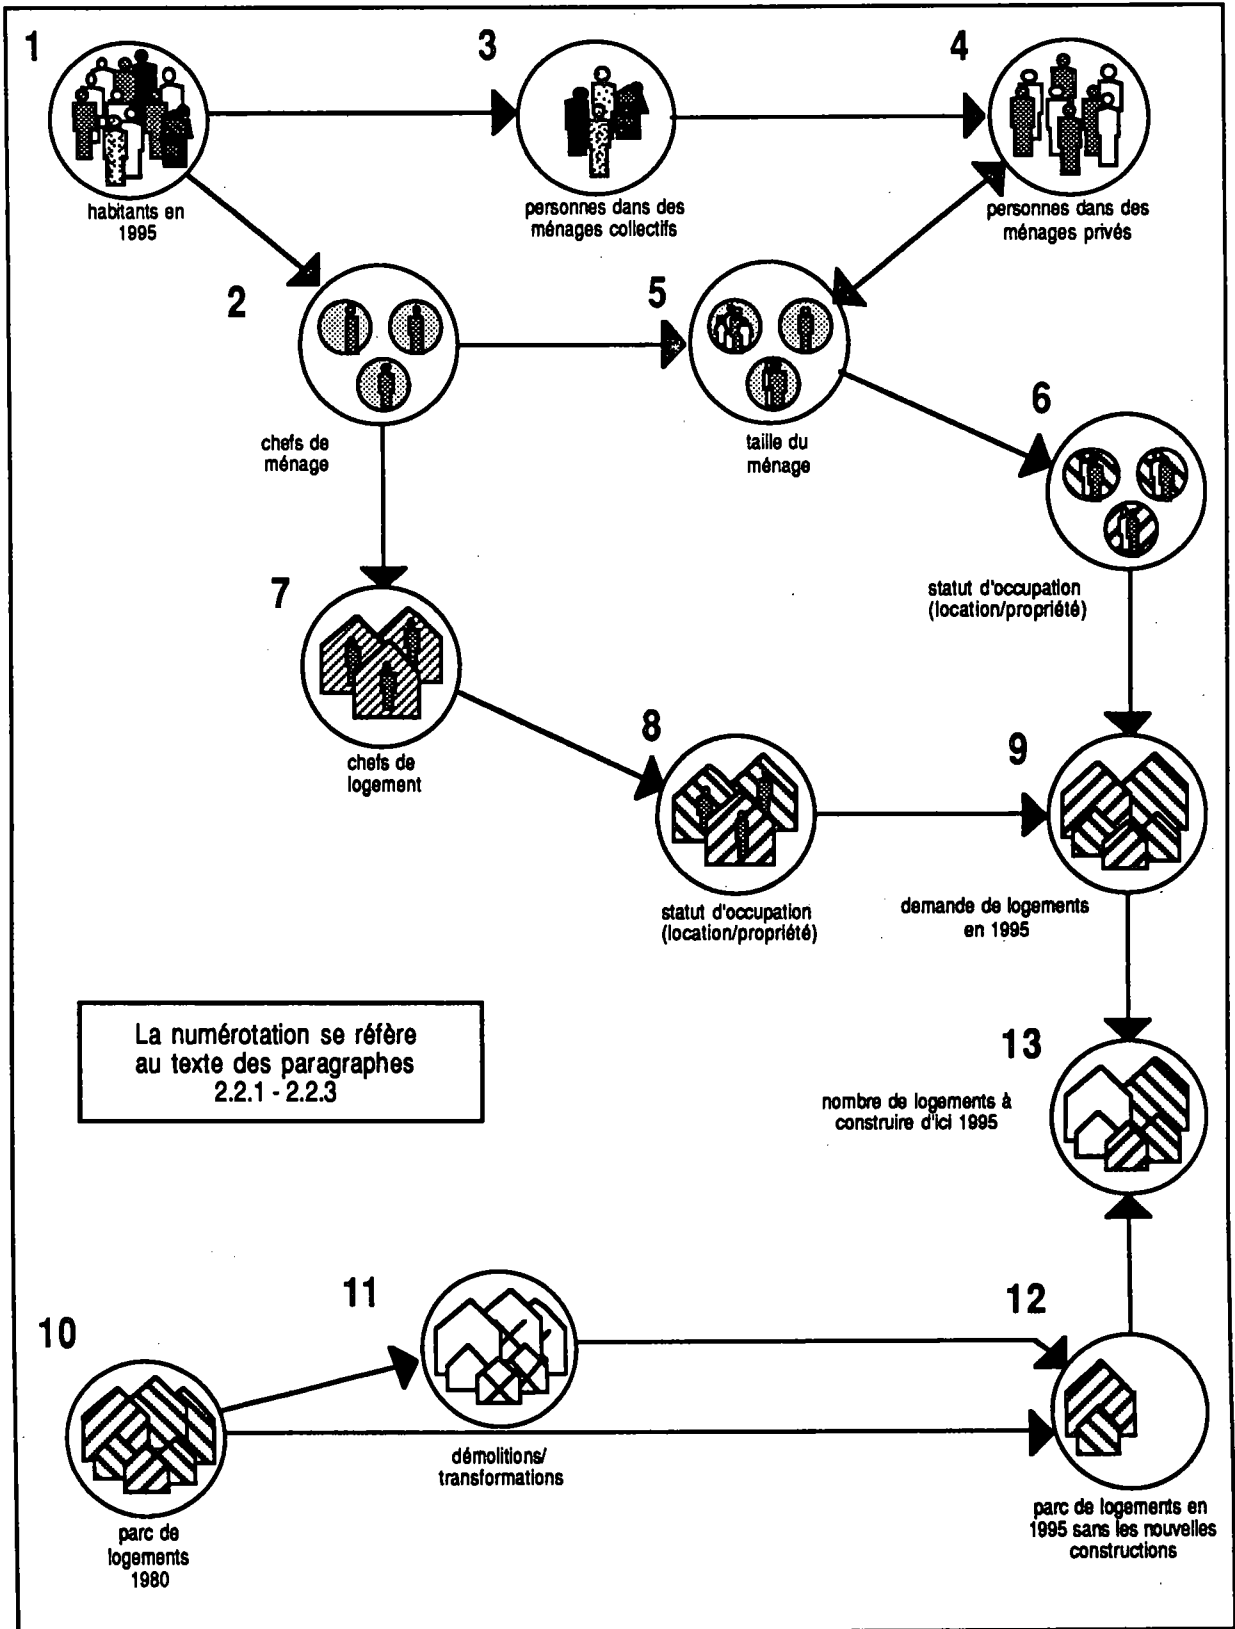 1
habitants en
1995
3
personnes dans des
ménages collectifs
4
personnes dans des
ménages privés
2
chefs de
ménage
5
taille du
ménage
6
statut d'occupation
(location/propriété)
7
chefs de
logement
8
statut d'occupation
(location/propriété)
9
demande de logements
en 1995
La numérotation se réfère
au texte des paragraphes
2.2.1 - 2.2.3
13
nombre de logements à
construire d'ici 1995
10
parc de
logements
1980
11
démolitions/
transformations
12
parc de logements en
1995 sans les nouvelles
constructions